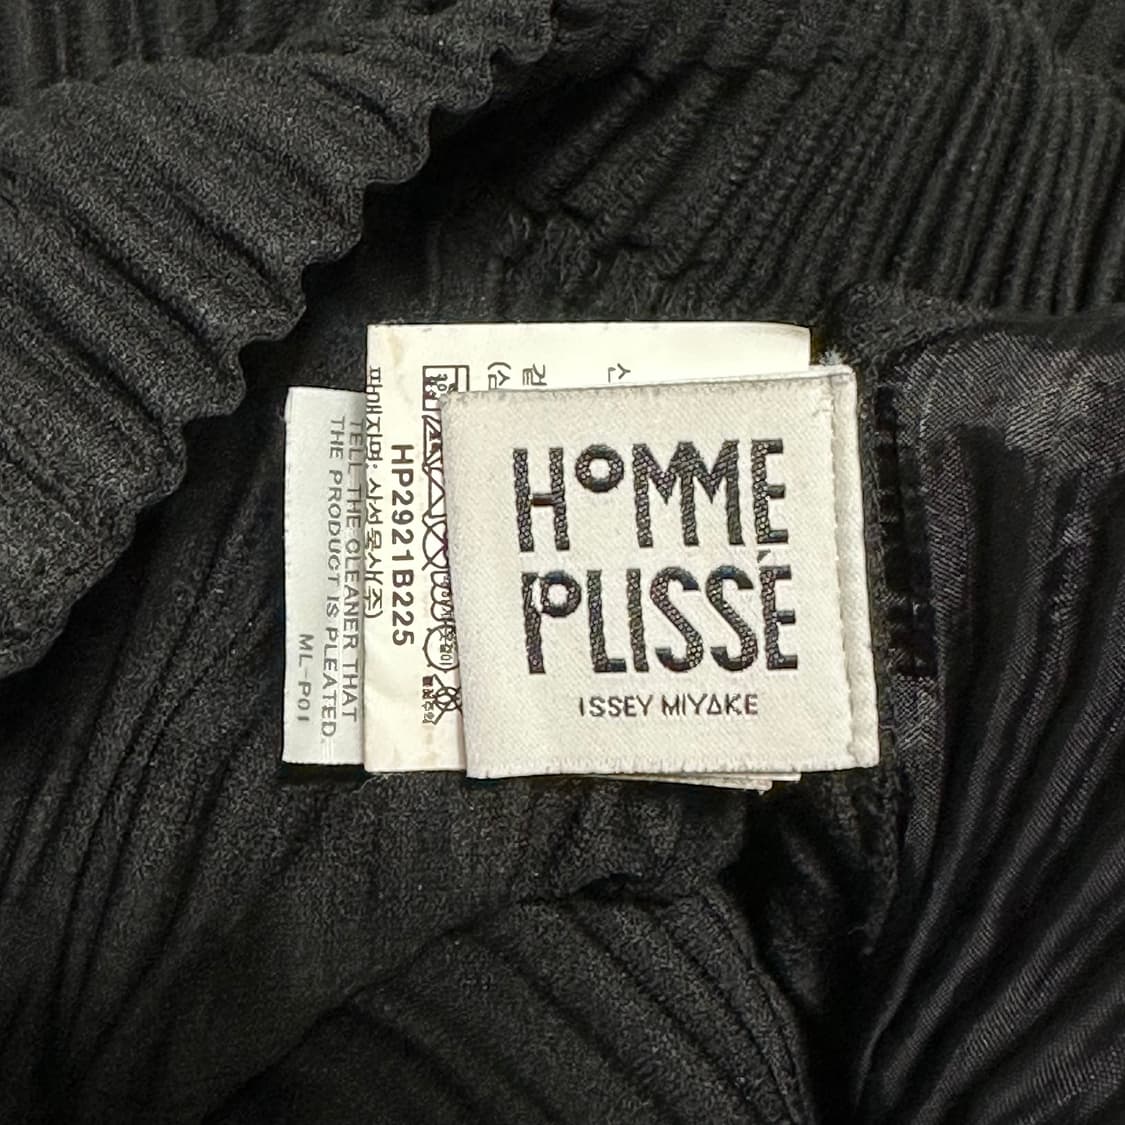 HOMME
PLISSÉ
ISSEY MIYAKE
HP2921B225
TELL THE CLEANER THAT
THE PRODUCT IS PLEATED.
ML-P01